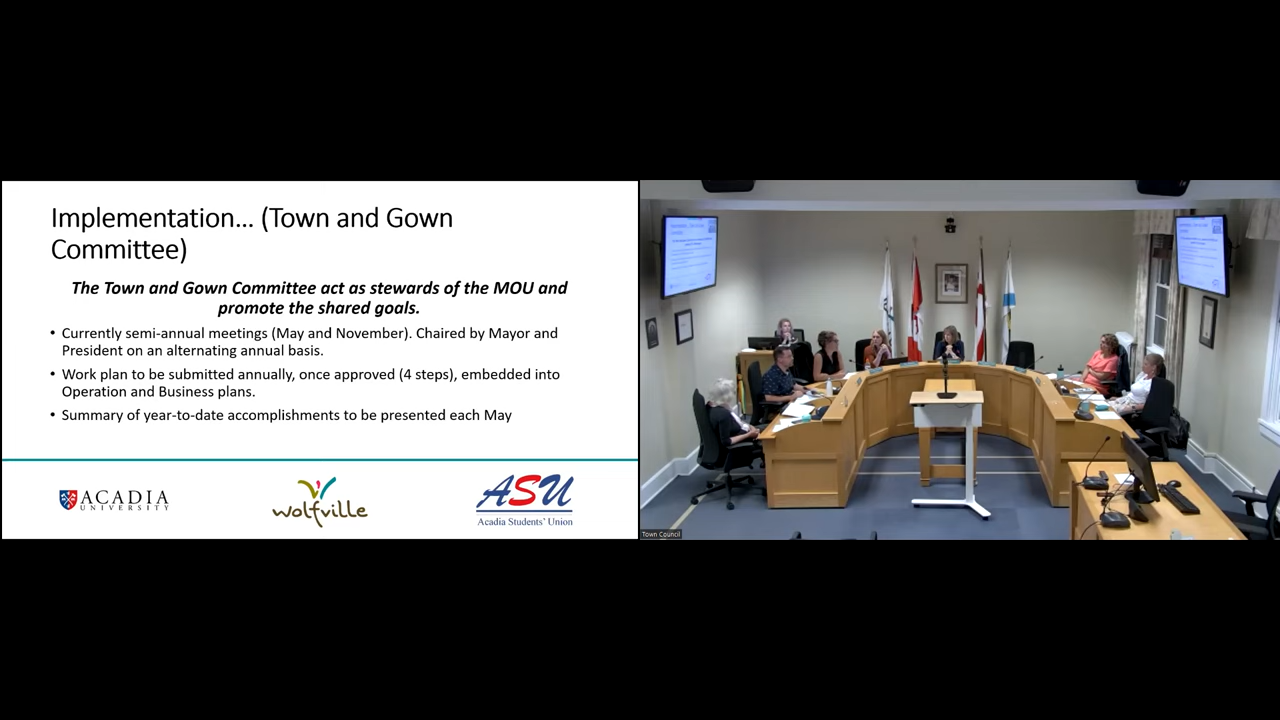 Implementation... (Town and Gown
Committee)
The Town and Gown Committee act as stewards of the MOU and
promote the shared goals.
• Currently semi-annual meetings (May and November). Chaired by Mayor and
President on an alternating annual basis.
• Work plan to be submitted annually, once approved (4 steps), embedded into
Operation and Business plans.
• Summary of year-to-date accomplishments to be presented each May
ACADIA
UNIVERSITY
wolfville
ASU
Acadia Students' Union
Town Council